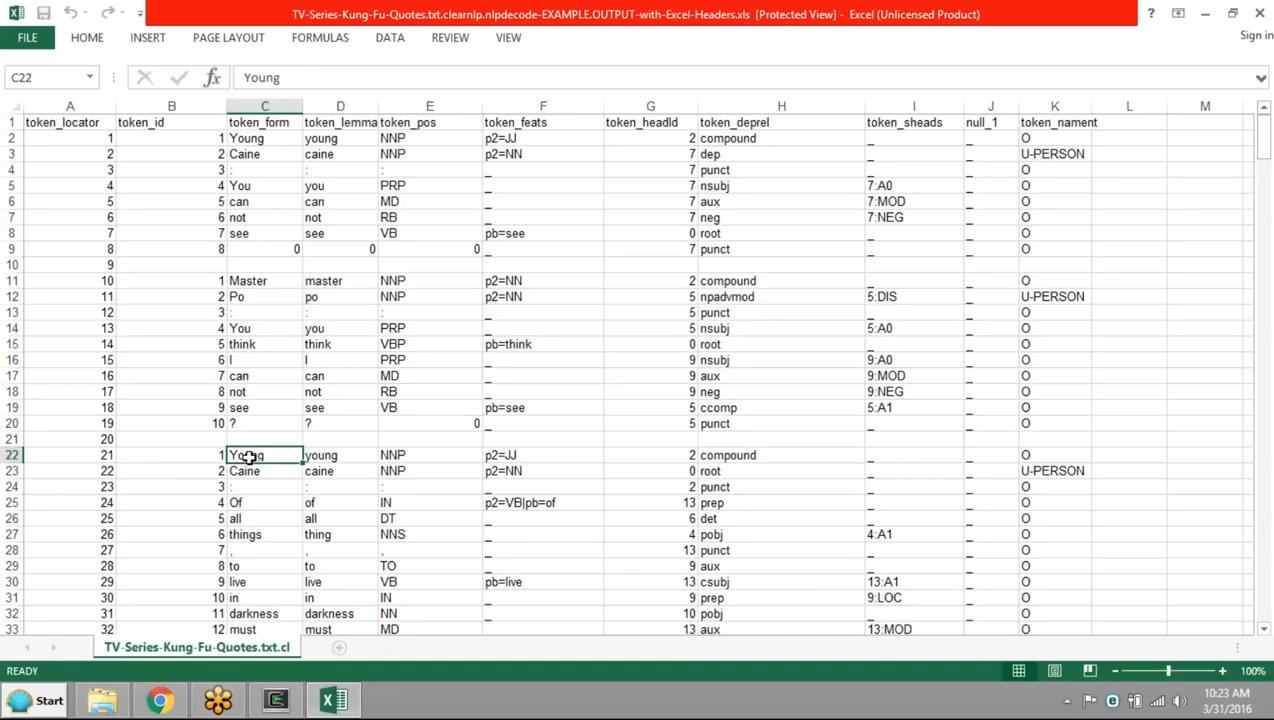 TV-Series-Kung-Fu-Quotes.txt.clearnlp.nlpdecode-EXAMPLE.OUTPUT-with-Excel-Headers.xls [Protected View] - Excel (Unlicensed Product)
FILE HOME INSERT PAGE LAYOUT FORMULAS DATA REVIEW VIEW Sign in
C22 fx Young
A B C D E F G H I J K L M
1 token_locator token_id token_form token_lemma token_pos token_feats token_headId token_deprel token_sheads null_1 token_nament
2 1 1 Young young NNP p2=JJ 2 compound _ _ O
3 2 2 Caine caine NNP p2=NN 7 dep _ _ U-PERSON
4 3 3 : : : _ 7 punct _ _ O
5 4 4 You you PRP _ 7 nsubj 7:A0 _ O
6 5 5 can can MD _ 7 aux 7:MOD _ O
7 6 6 not not RB _ 7 neg 7:NEG _ O
8 7 7 see see VB pb=see 0 root _ _ O
9 8 8 0 0 0 _ 7 punct _ _ O
10 9
11 10 1 Master master NNP p2=NN 2 compound _ _ O
12 11 2 Po po NNP p2=NN 5 npadvmod 5:DIS _ U-PERSON
13 12 3 : : : _ 5 punct _ _ O
14 13 4 You you PRP _ 5 nsubj 5:A0 _ O
15 14 5 think think VBP pb=think 0 root _ _ O
16 15 6 I I PRP _ 9 nsubj 9:A0 _ O
17 16 7 can can MD _ 9 aux 9:MOD _ O
18 17 8 not not RB _ 9 neg 9:NEG _ O
19 18 9 see see VB pb=see 5 ccomp 5:A1 _ O
20 19 10 ? ? 0 _ 5 punct _ _ O
21 20
22 21 1 Young young NNP p2=JJ 2 compound _ _ O
23 22 2 Caine caine NNP p2=NN 0 root _ _ U-PERSON
24 23 3 : : : _ 2 punct _ _ O
25 24 4 Of of IN p2=VB|pb=of 13 prep _ _ O
26 25 5 all all DT _ 6 det _ _ O
27 26 6 things thing NNS _ 4 pobj 4:A1 _ O
28 27 7 , , , _ 13 punct _ _ O
29 28 8 to to TO _ 9 aux _ _ O
30 29 9 live live VB pb=live 13 csubj 13:A1 _ O
31 30 10 in in IN _ 9 prep 9:LOC _ O
32 31 11 darkness darkness NN _ 10 pobj _ _ O
33 32 12 must must MD _ 13 aux 13:MOD _ O
TV-Series-Kung-Fu-Quotes.txt.cl
READY 100%
Start 10:23 AM
3/31/2016